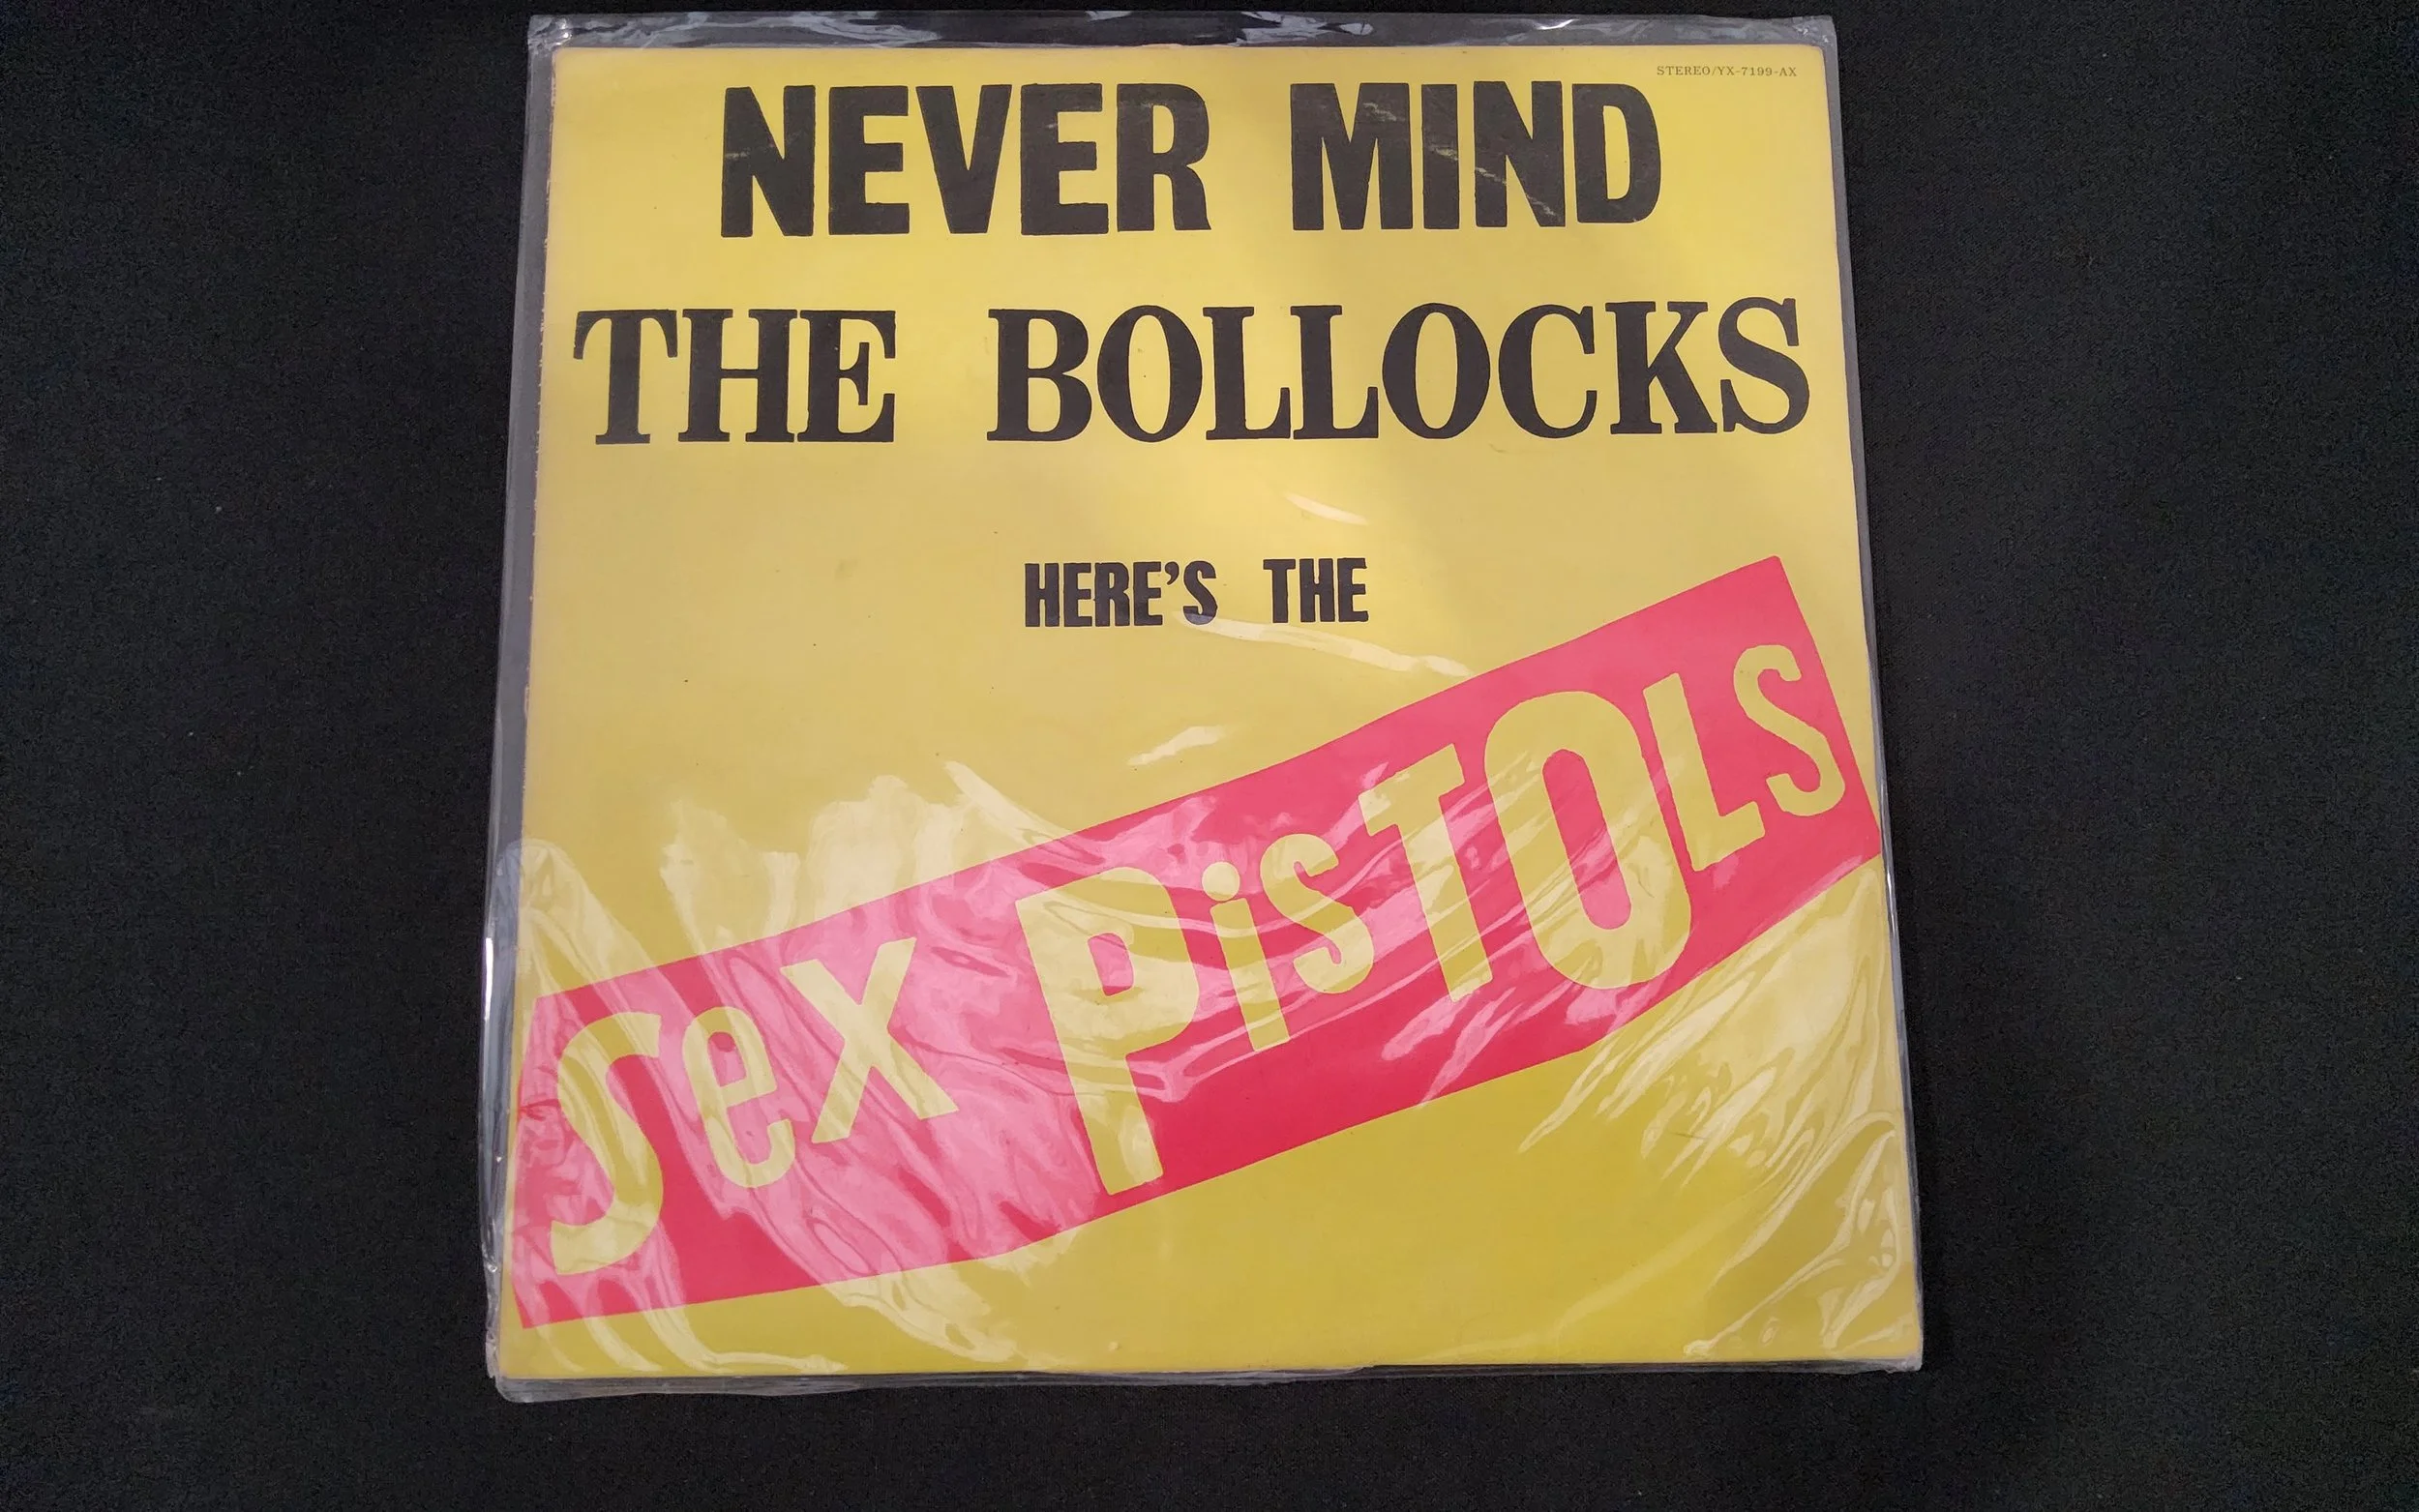 STEREO/YX-7199-AX
NEVER MIND
THE BOLLOCKS
HERE'S THE
SeX PiSTOLS